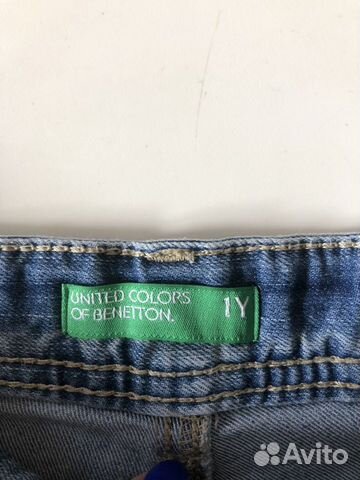 UNITED COLORS
OF BENETTON.
1Y
Avito